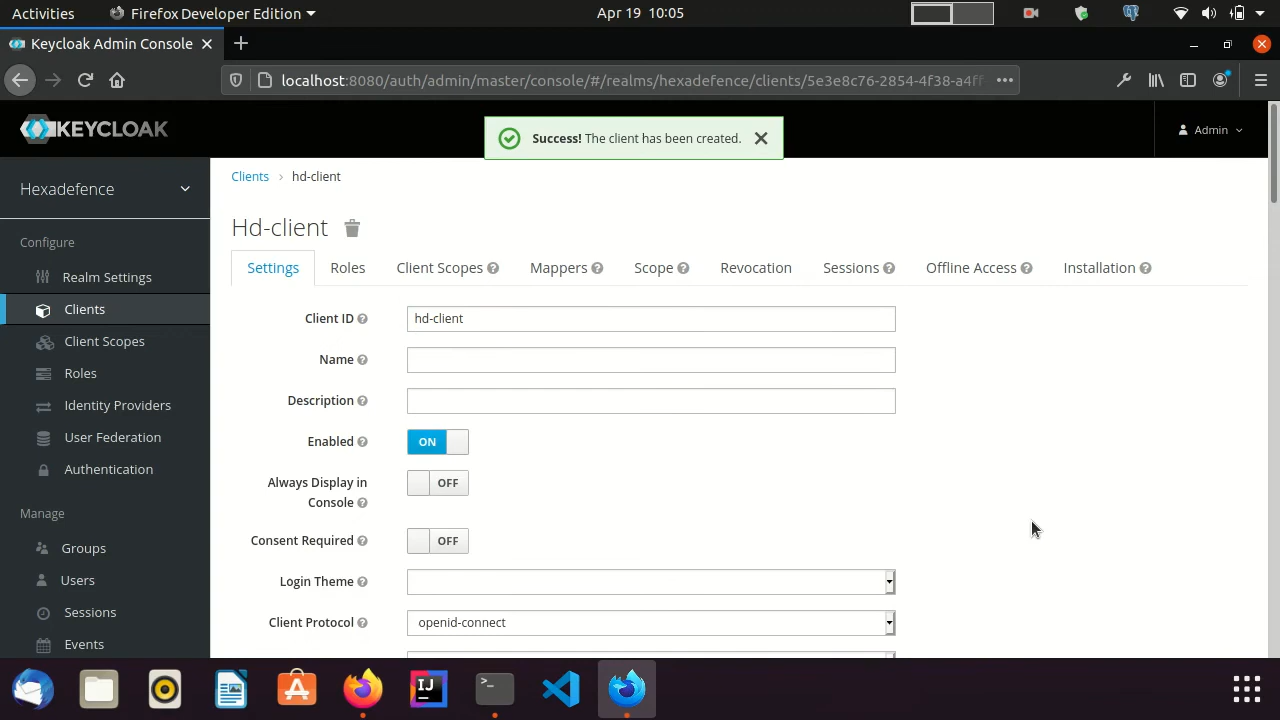 Activities
Firefox Developer Edition
Apr 19 10:05
Keycloak Admin Console
localhost:8080/auth/admin/master/console/#/realms/hexadefence/clients/5e3e8c76-2854-4f38-a4ff
KEYCLOAK
Success! The client has been created.
Admin
Hexadefence
Clients
hd-client
Hd-client
Configure
Realm Settings
Clients
Client Scopes
Roles
Identity Providers
User Federation
Authentication
Manage
Groups
Users
Sessions
Events
Settings
Roles
Client Scopes
Mappers
Scope
Revocation
Sessions
Offline Access
Installation
Client ID
hd-client
Name
Description
Enabled
ON
Always Display in
Console
OFF
Consent Required
OFF
Login Theme
Client Protocol
openid-connect
IJ
>_